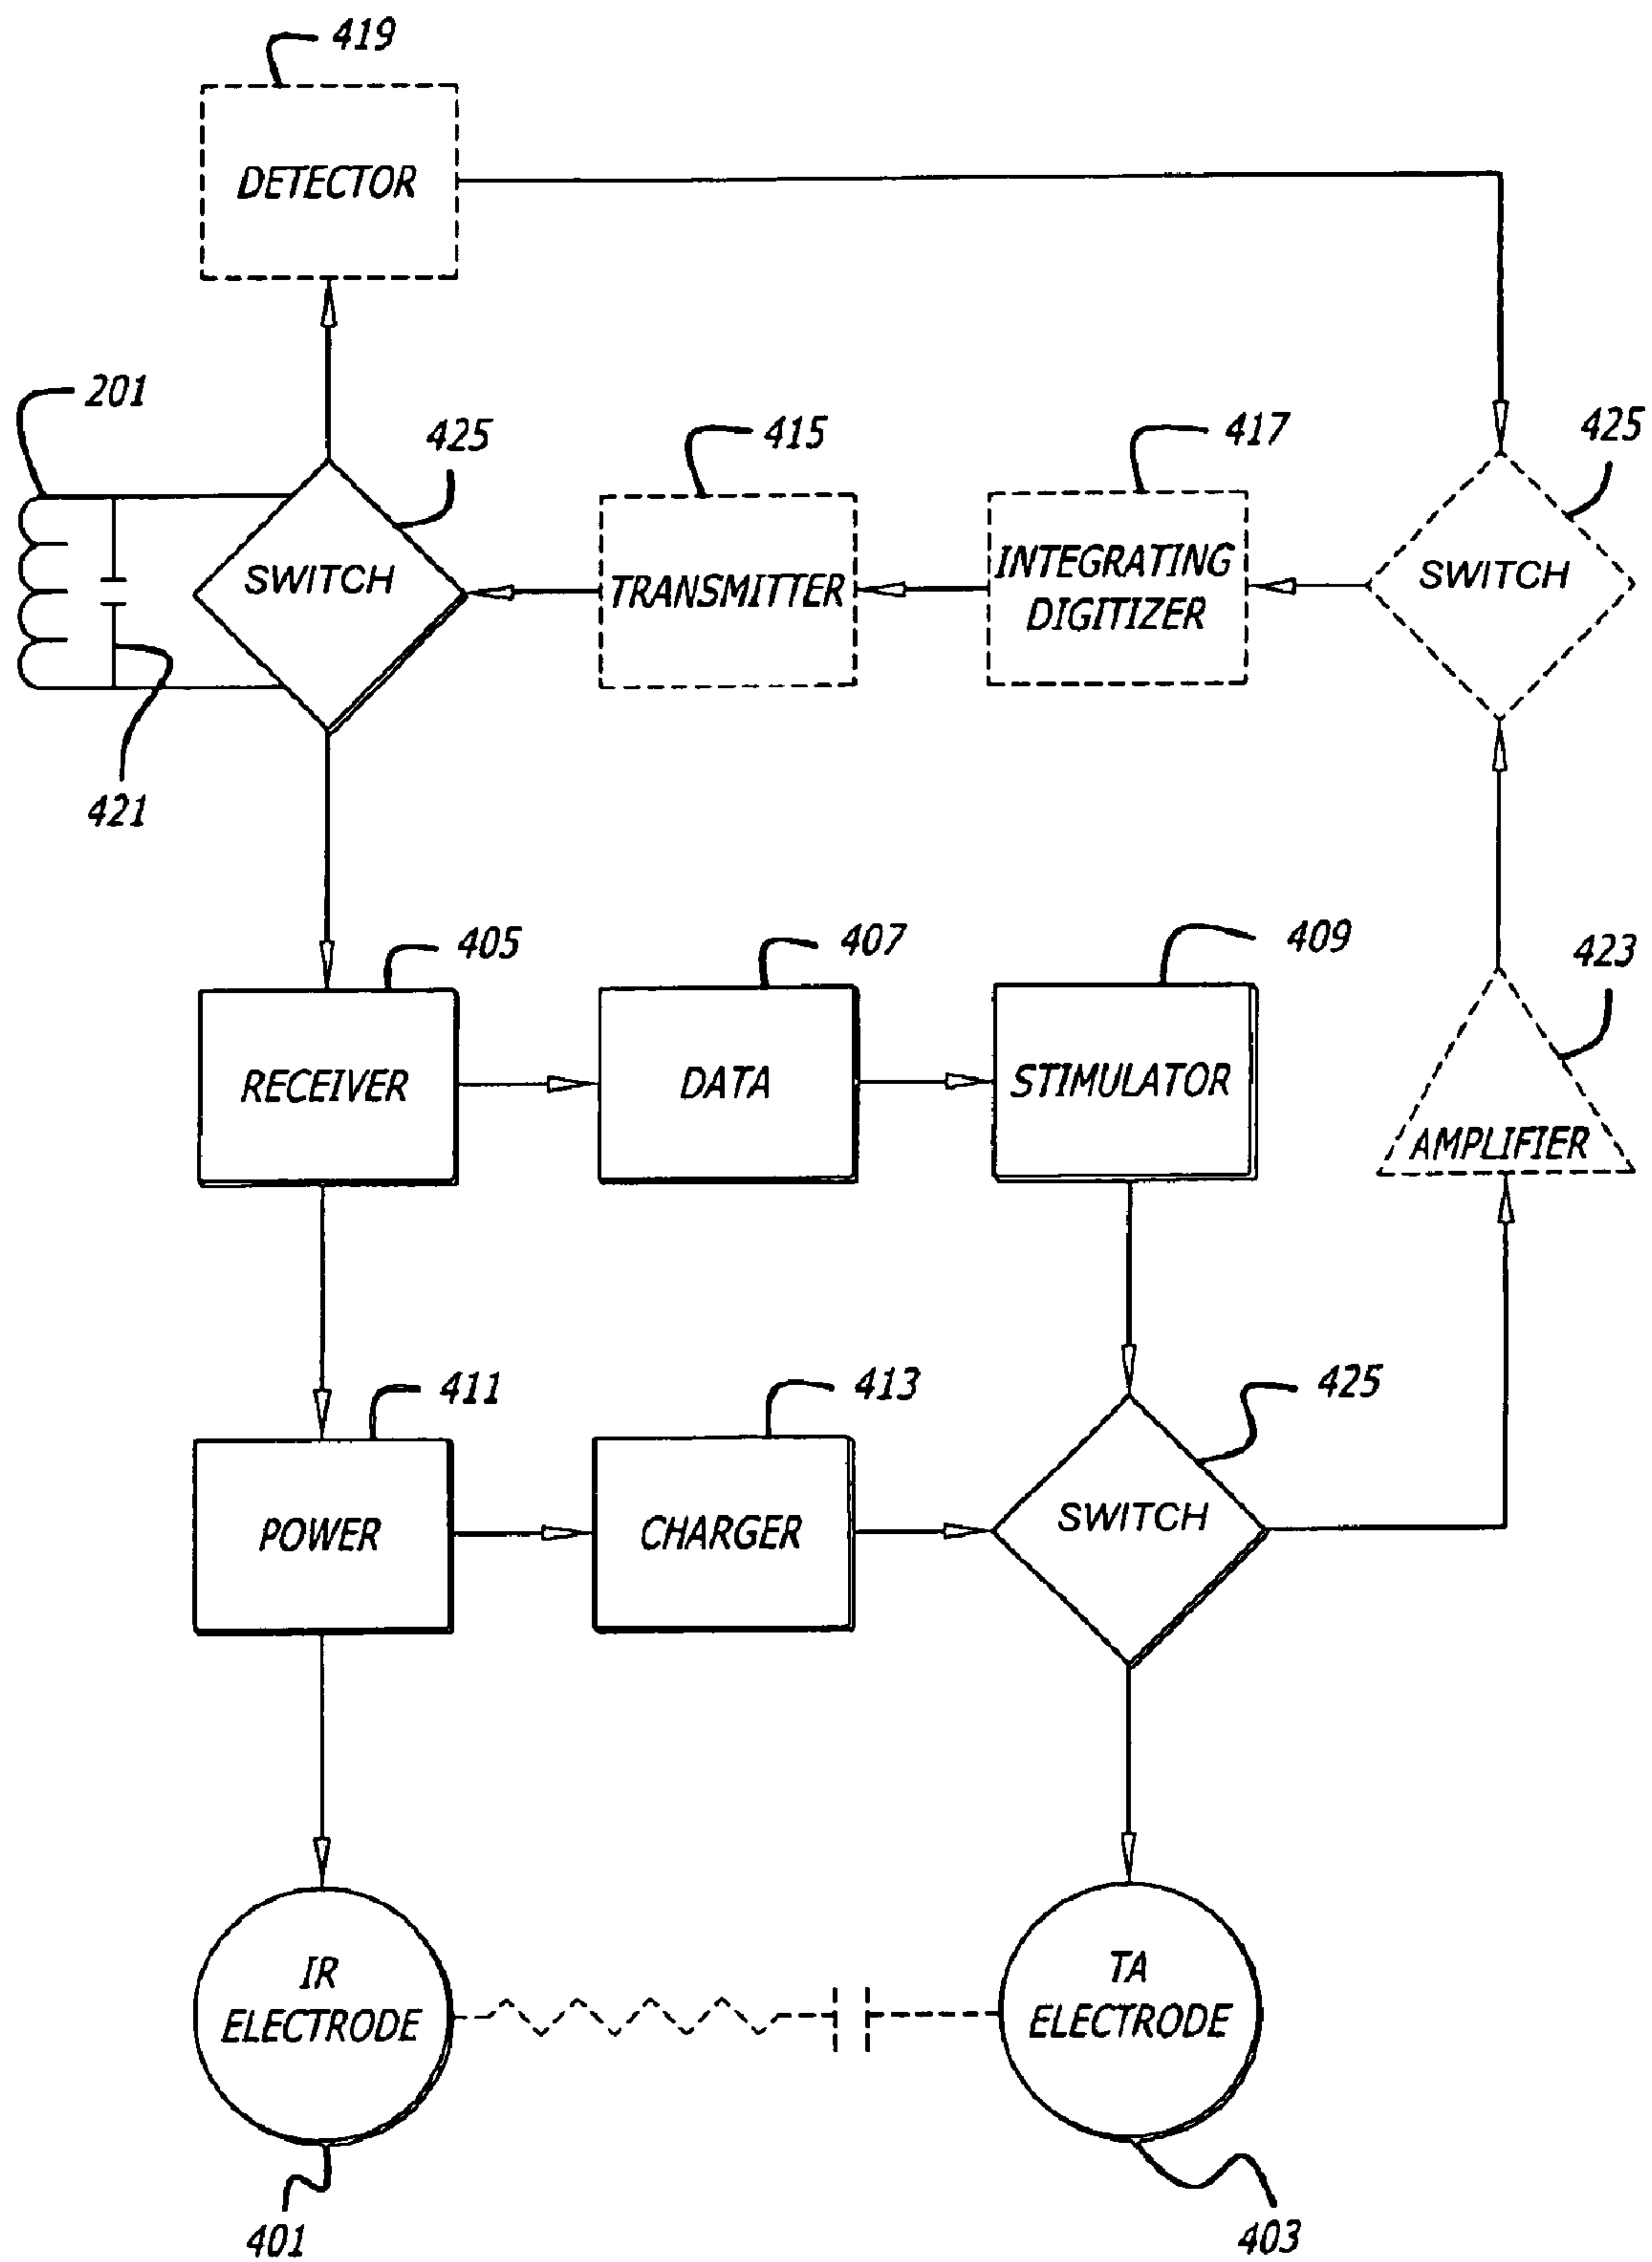 419
DETECTOR
201
425
415
417
425
SWITCH
TRANSMITTER
INTEGRATING
DIGITIZER
SWITCH
421
405
407
409
423
RECEIVER
DATA
STIMULATOR
AMPLIFIER
411
413
425
POWER
CHARGER
SWITCH
IR
ELECTRODE
TA
ELECTRODE
401
403